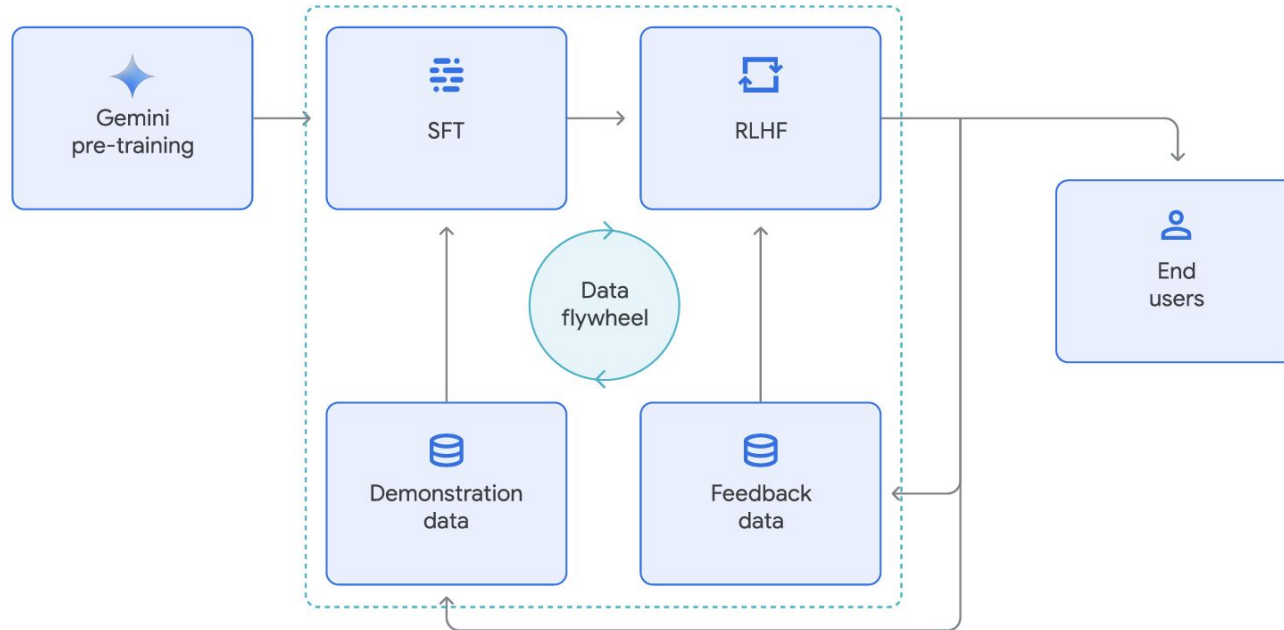 Gemini
pre-training
SFT
RLHF
End
users
Data
flywheel
Demonstration
data
Feedback
data